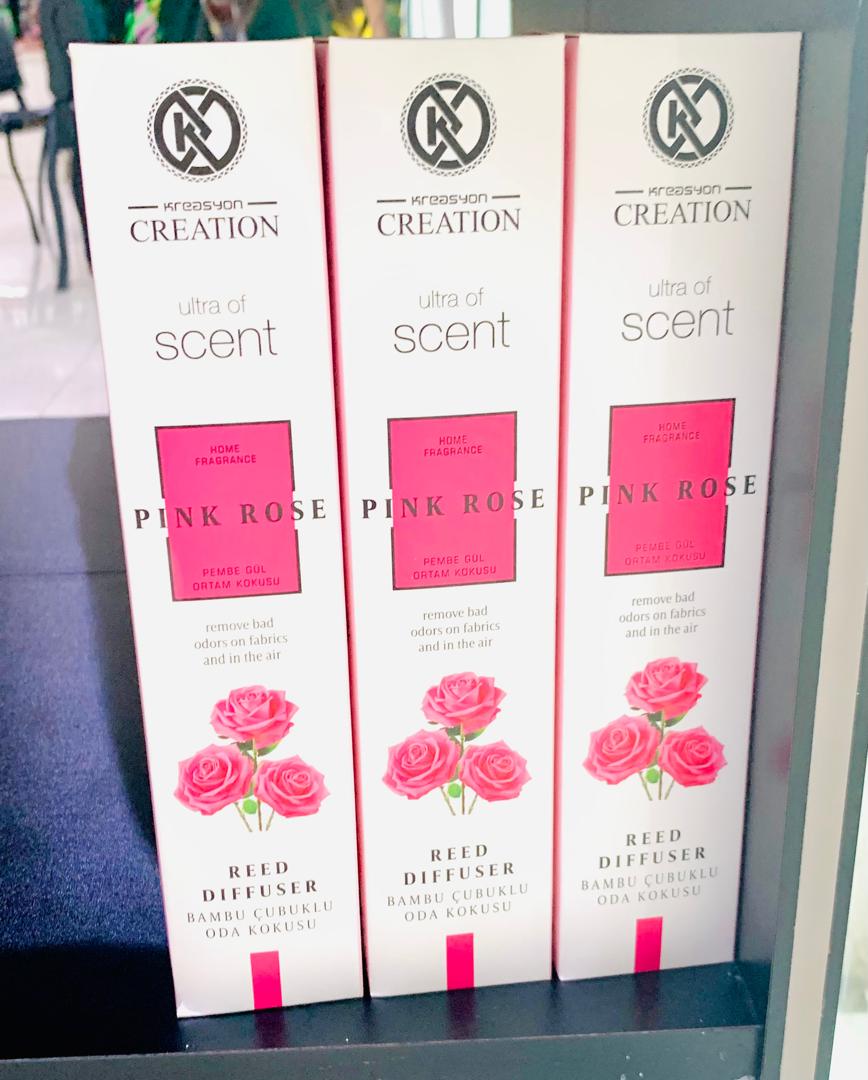 K
Kreasyon
CREATION
ultra of
scent
HOME
FRAGRANCE
PINK ROSE
PEMBE GÜL
ORTAM KOKUSU
remove bad
odors on fabrics
and in the air
REED
DIFFUSER
BAMBU ÇUBUKLU
ODA KOKUSU
K
Kreasyon
CREATION
ultra of
scent
HOME
FRAGRANCE
PINK ROSE
PEMBE GÜL
ORTAM KOKUSU
remove bad
odors on fabrics
and in the air
REED
DIFFUSER
BAMBU ÇUBUKLU
ODA KOKUSU
K
Kreasyon
CREATION
ultra of
scent
HOME
FRAGRANCE
PINK ROSE
PEMBE GÜL
ORTAM KOKUSU
remove bad
odors on fabrics
and in the air
REED
DIFFUSER
BAMBU ÇUBUKLU
ODA KOKUSU